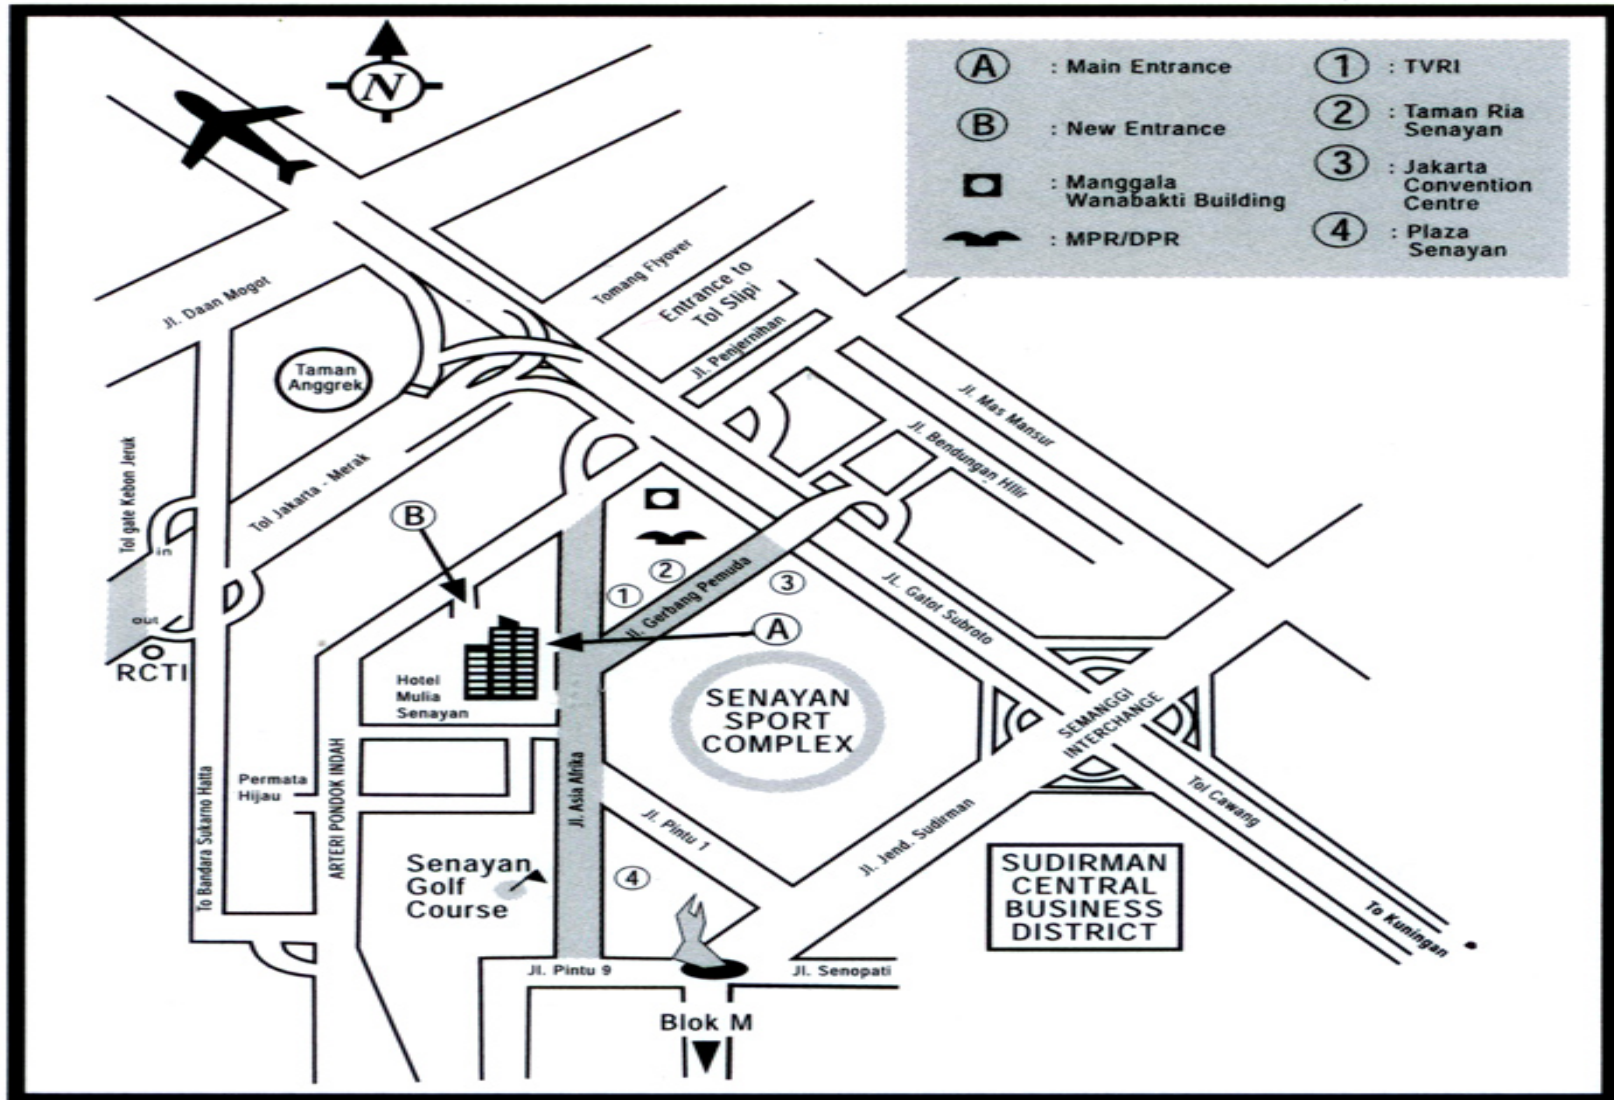 N
A : Main Entrance
B : New Entrance
: Manggala
Wanabakti Building
: MPR/DPR
1 : TVRI
2 : Taman Ria
Senayan
3 : Jakarta
Convention
Centre
4 : Plaza
Senayan
Jl. Daan Mogot
Tomang Flyover
Entrance to
Tol Slipi
Jl. Penjernihan
Taman
Anggrek
Jl. Mas Mansur
Jl. Bendungan Hilir
Tol gate Kebon Jeruk
Tol Jakarta - Merak
B
in
out
RCTI
1
2
3
Jl. Gerbang Pemuda
A
JL. Gatot Subroto
Hotel
Mulia
Senayan
SENAYAN
SPORT
COMPLEX
SEMANGGI
INTERCHANGE
To Bandara Sukarno Hatta
Permata
Hijau
ARTERI PONDOK INDAH
Jl. Asia Afrika
Jl. Pintu 1
Jl. Jend. Sudirman
Tol Cawang
Senayan
Golf
Course
4
SUDIRMAN
CENTRAL
BUSINESS
DISTRICT
To Kuningan
Jl. Pintu 9
Jl. Senopati
Blok M